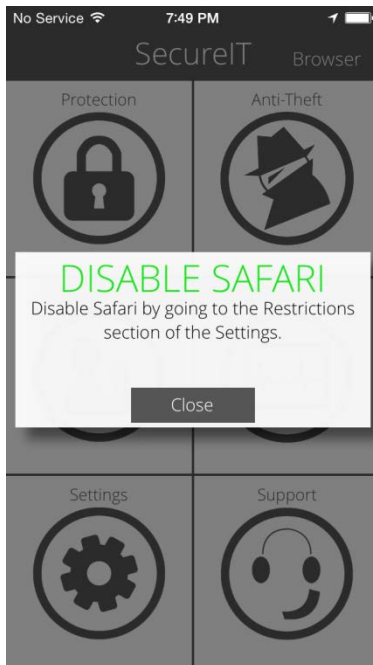 No Service 7:49 PM
SecureIT Browser
Protection Anti-Theft
DISABLE SAFARI
Disable Safari by going to the Restrictions
section of the Settings.
Close
Settings Support